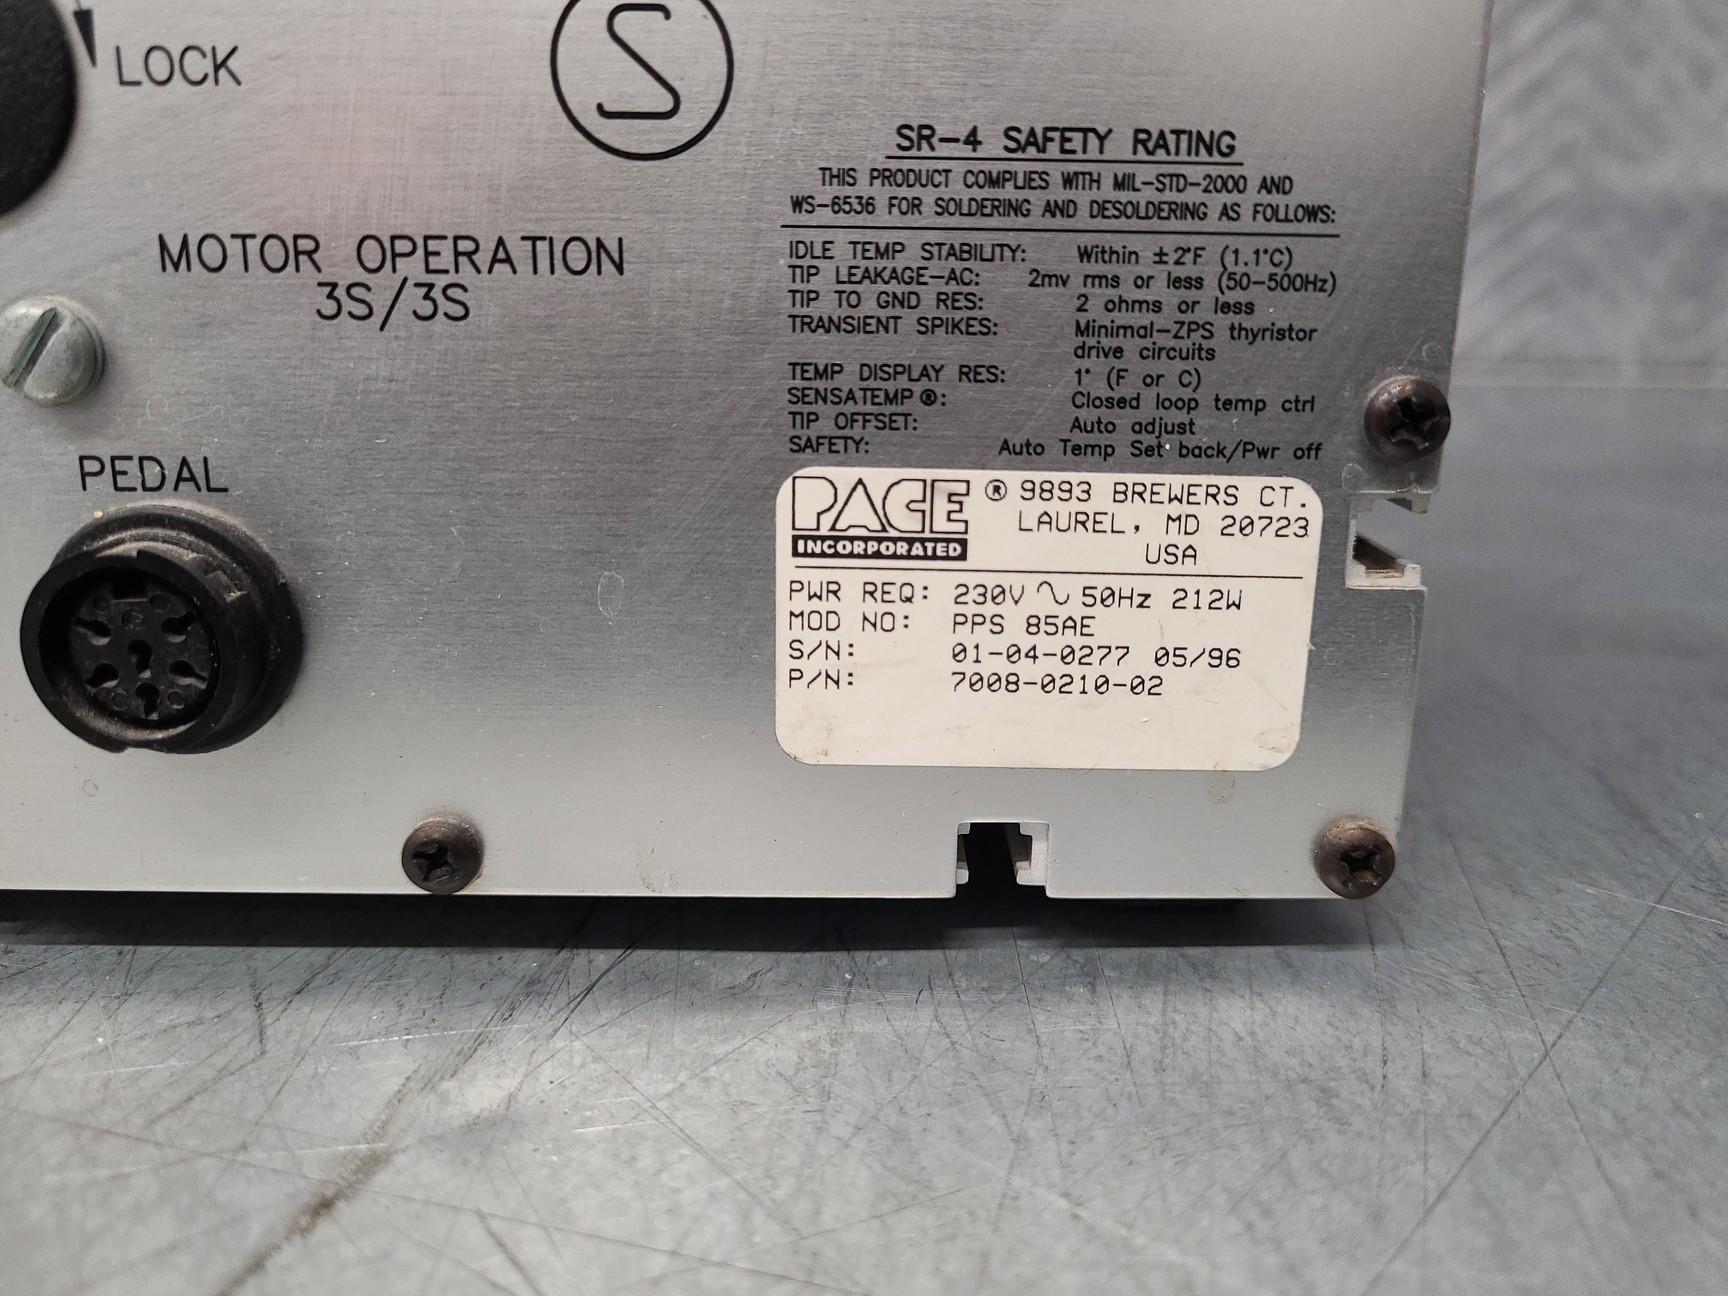 LOCK
S
MOTOR OPERATION
3S/3S
PEDAL
SR-4 SAFETY RATING
THIS PRODUCT COMPLIES WITH MIL-STD-2000 AND
WS-6536 FOR SOLDERING AND DESOLDERING AS FOLLOWS:
IDLE TEMP STABILITY: Within ±2°F (1.1°C)
TIP LEAKAGE-AC: 2mv rms or less (50-500Hz)
TIP TO GND RES: 2 ohms or less
TRANSIENT SPIKES: Minimal-ZPS thyristor
drive circuits
TEMP DISPLAY RES: 1° (F or C)
SENSATEMP®: Closed loop temp ctrl
TIP OFFSET: Auto adjust
SAFETY: Auto Temp Set back/Pwr off
PACE ® 9893 BREWERS CT.
INCORPORATED LAUREL, MD 20723
USA
PWR REQ: 230V ∿ 50Hz 212W
MOD NO: PPS 85AE
S/N: 01-04-0277 05/96
P/N: 7008-0210-02